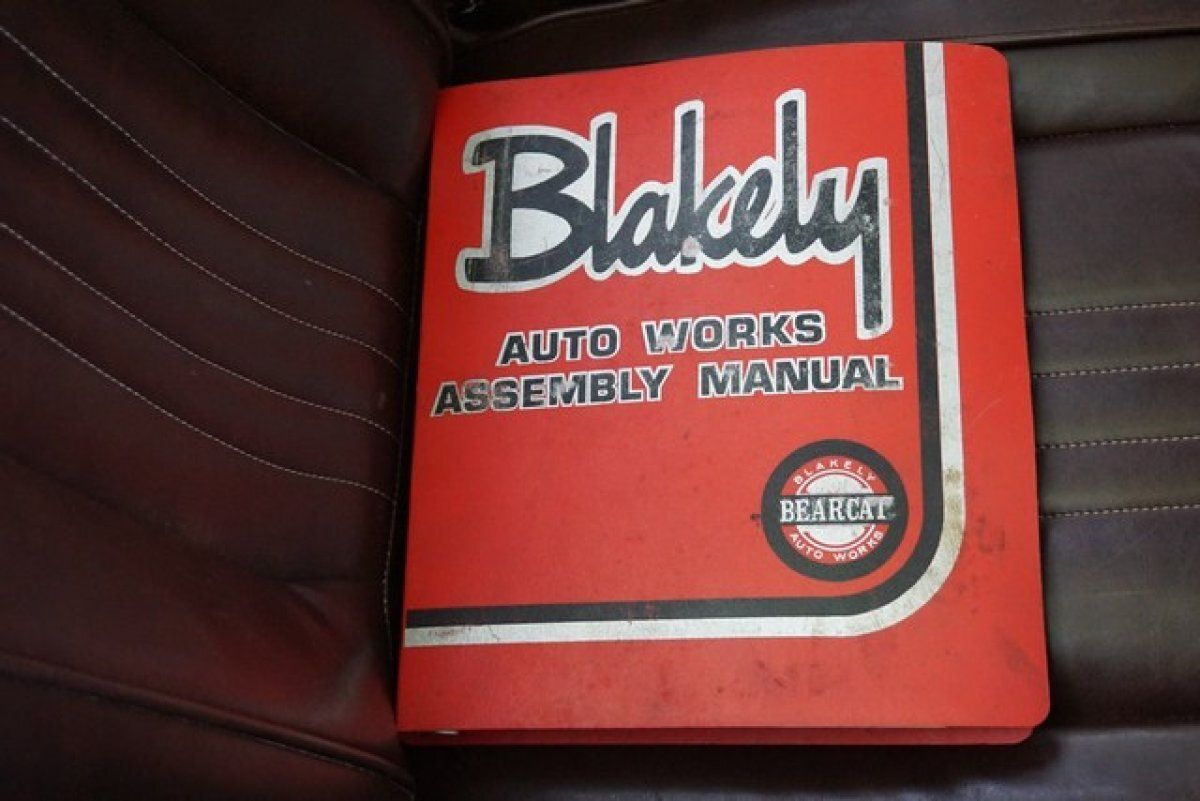 Blakely
AUTO WORKS
ASSEMBLY MANUAL
BLAKELY
BEARCAT
AUTO WORKS